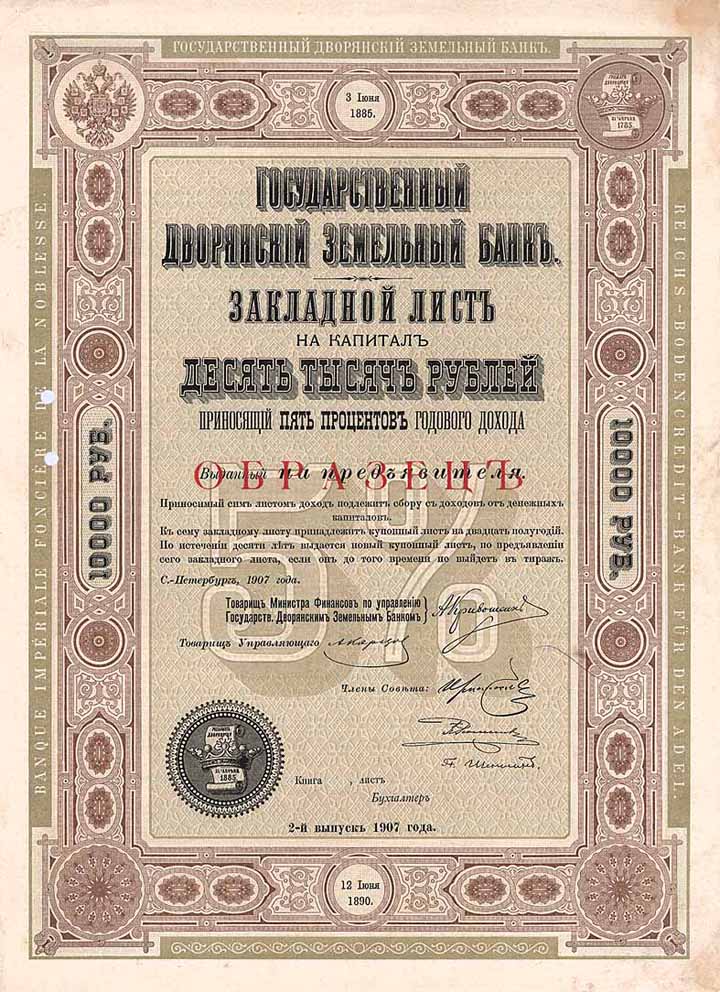 ГОСУДАРСТВЕННЫЙ ДВОРЯНСКІЙ ЗЕМЕЛЬНЫЙ БАНКЪ.
3 Іюня
1885.
21 АПРѢЛЯ
1785.
ГОСУДАРСТВЕННЫЙ
ДВОРЯНСКІЙ ЗЕМЕЛЬНЫЙ БАНКЪ.
ЗАКЛАДНОЙ ЛИСТЪ
НА КАПИТАЛЪ
ДЕСЯТЬ ТЫСЯЧЪ РУБЛЕЙ
ПРИНОСЯЩІЙ ПЯТЬ ПРОЦЕНТОВЪ ГОДОВОГО ДОХОДА
Выданный на предъявителя.
ОБРАЗЕЦЪ
5%
Приносимый симъ листомъ доходъ подлежитъ сбору съ доходовъ отъ денежныхъ
капиталовъ.
Къ сему закладному листу принадлежитъ купонный листъ на двадцать полугодій.
По истеченіи десяти лѣтъ выдается новый купонный листъ, по предъявленіи
сего закладного листа, если онъ до того времени не выйдетъ въ тиражъ.
С.-Петербургъ, 1907 года.
Товарищъ Министра Финансовъ по управленію
Государств. Дворянскимъ Земельнымъ Банкомъ
Товарищъ Управляющаго
Члены Совѣта:
Книга , листъ
Бухгалтеръ
2-й выпускъ 1907 года.
12 Іюня
1890.
10000 РУБ.
10000 РУБ.
BANQUE IMPÉRIALE FONCIÈRE DE LA NOBLESSE.
REICHS-BODENCREDIT-BANK FÜR DEN ADEL.